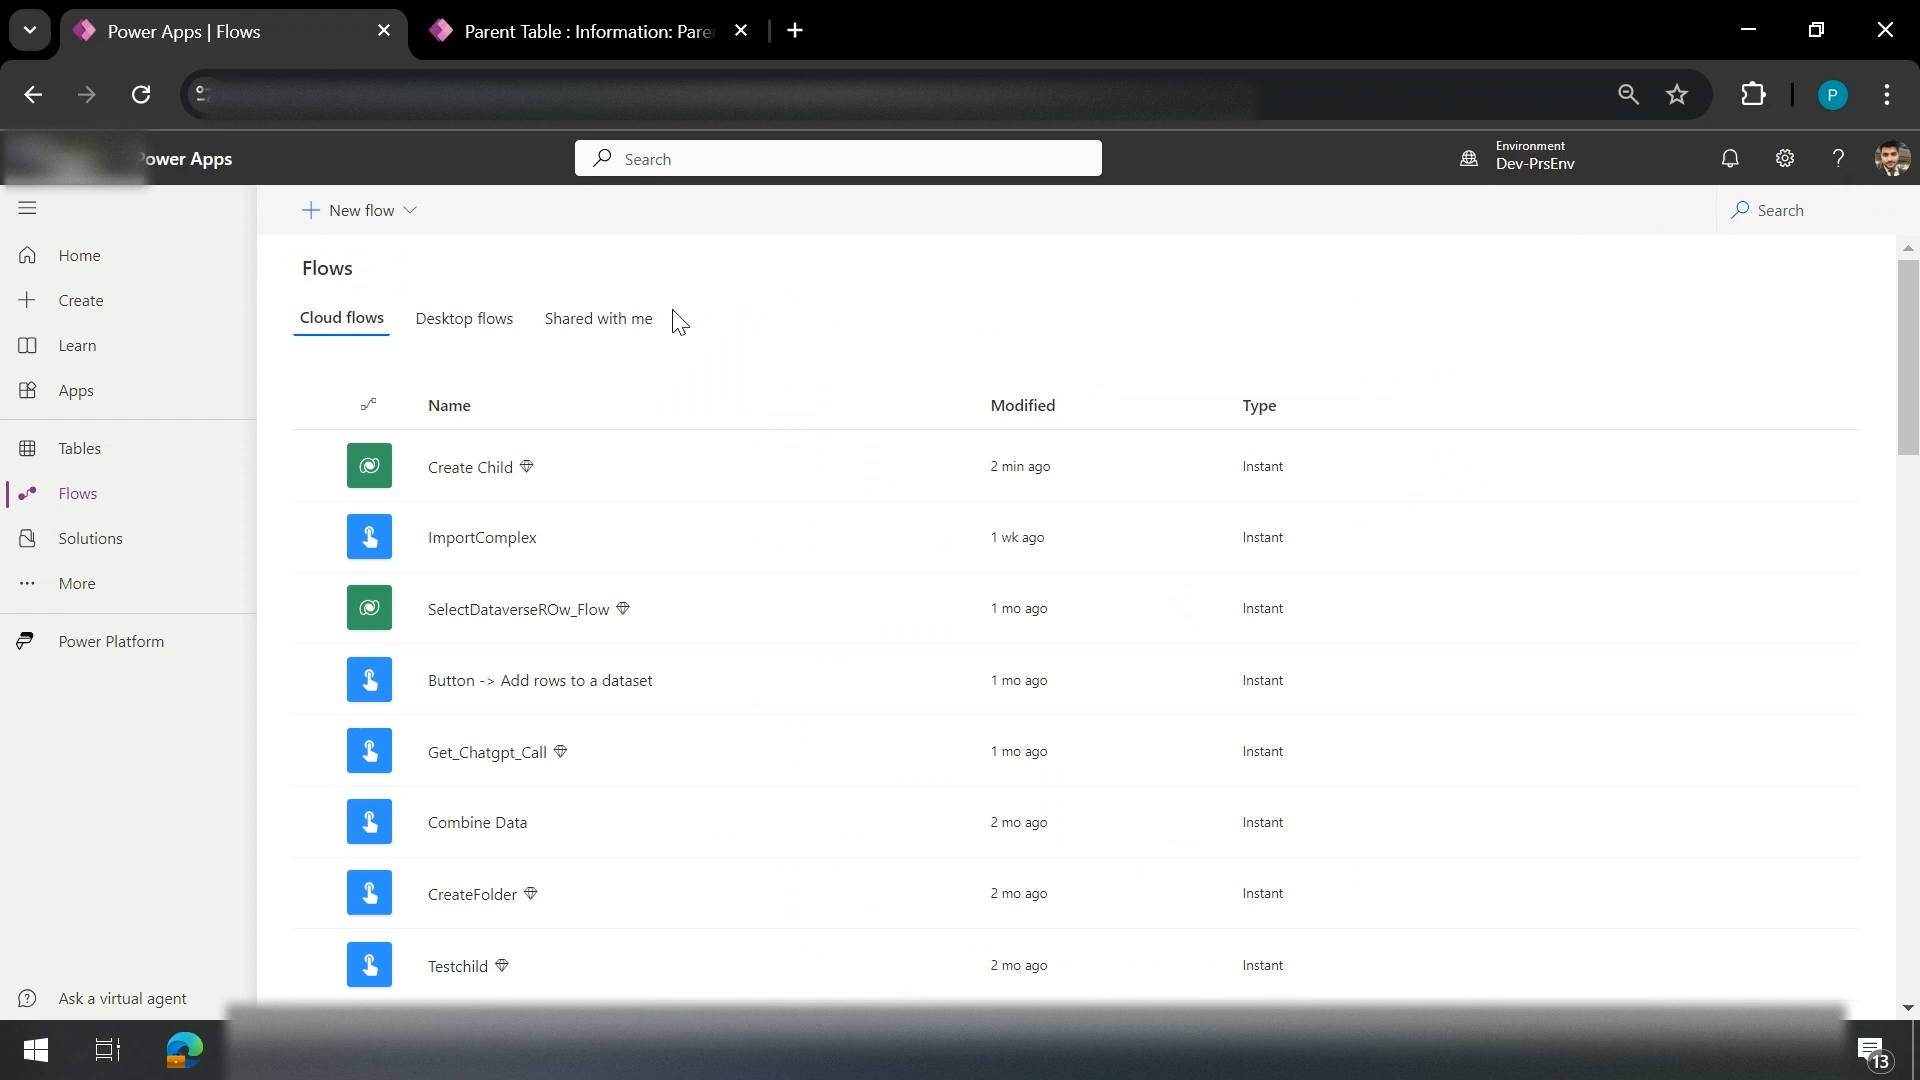 Power Apps | Flows
Parent Table : Information: Pare
P
Power Apps
Search
Environment
Dev-PrsEnv
?
New flow
Search
Home
Create
Learn
Apps
Tables
Flows
Solutions
More
Power Platform
Ask a virtual agent
Flows
Cloud flows Desktop flows Shared with me
Name Modified Type
Create Child 2 min ago Instant
ImportComplex 1 wk ago Instant
SelectDataverseROw_Flow 1 mo ago Instant
Button -> Add rows to a dataset 1 mo ago Instant
Get_Chatgpt_Call 1 mo ago Instant
Combine Data 2 mo ago Instant
CreateFolder 2 mo ago Instant
Testchild 2 mo ago Instant
13